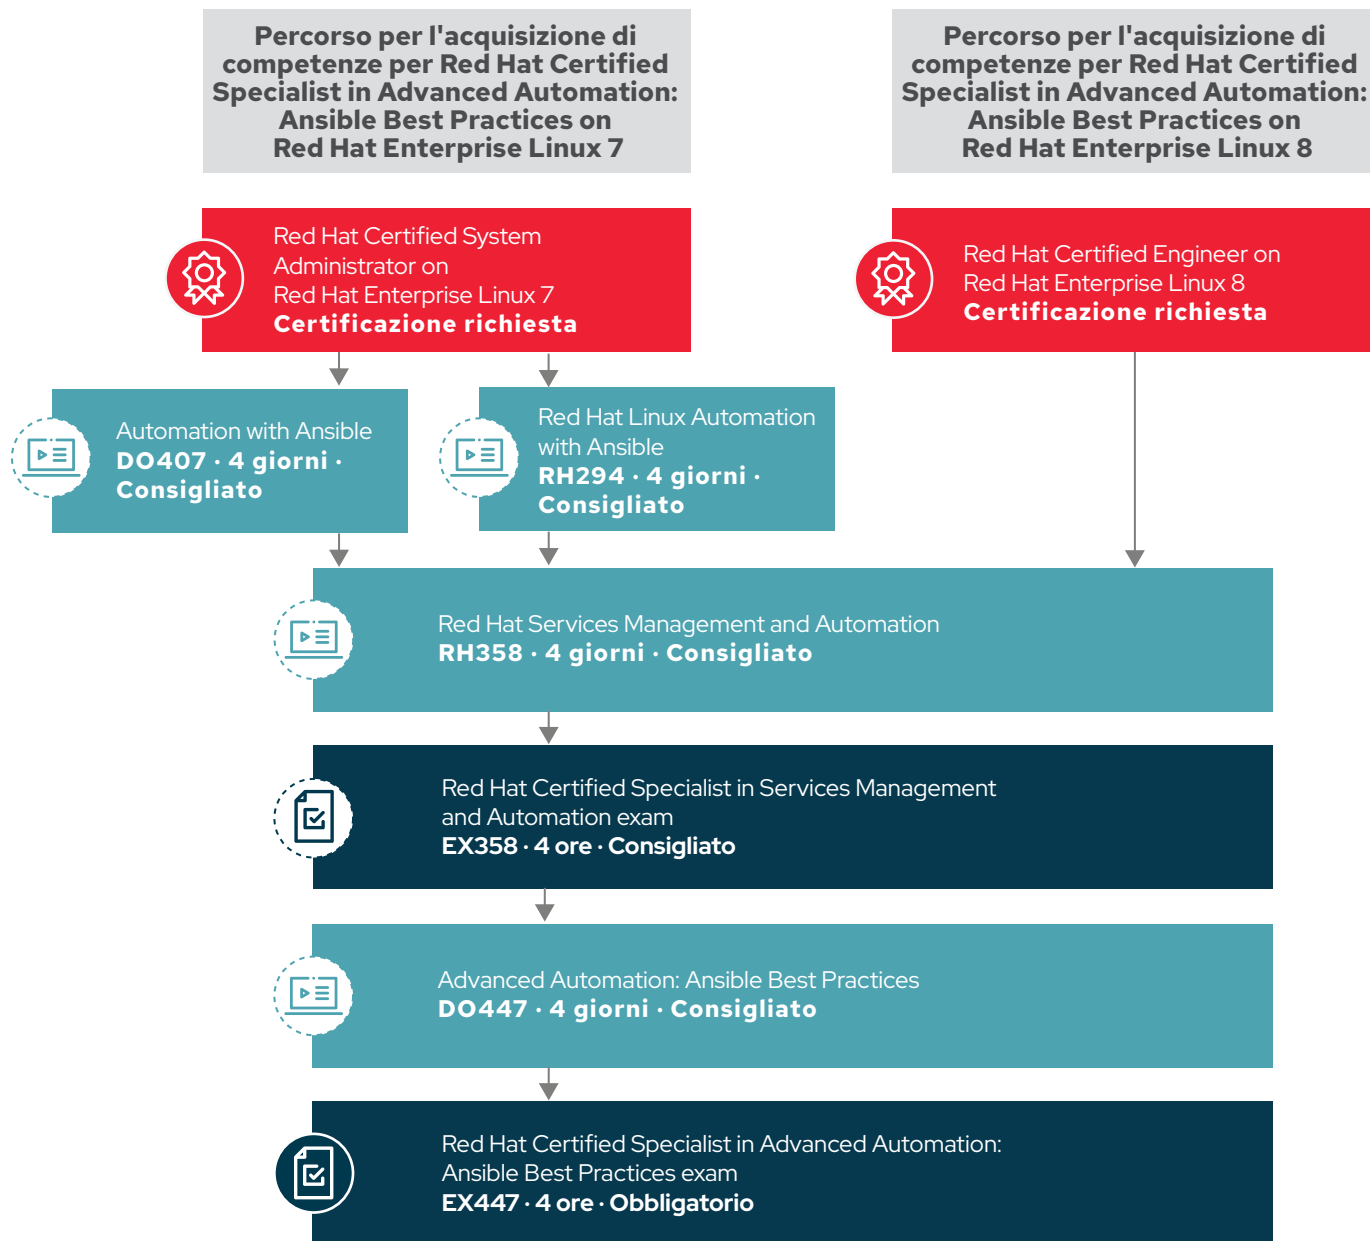 Percorso per l'acquisizione di
competenze per Red Hat Certified
Specialist in Advanced Automation:
Ansible Best Practices on
Red Hat Enterprise Linux 7
Percorso per l'acquisizione di
competenze per Red Hat Certified
Specialist in Advanced Automation:
Ansible Best Practices on
Red Hat Enterprise Linux 8
Red Hat Certified System
Administrator on
Red Hat Enterprise Linux 7
Certificazione richiesta
Red Hat Certified Engineer on
Red Hat Enterprise Linux 8
Certificazione richiesta
Automation with Ansible
DO407 · 4 giorni ·
Consigliato
Red Hat Linux Automation
with Ansible
RH294 · 4 giorni ·
Consigliato
Red Hat Services Management and Automation
RH358 · 4 giorni · Consigliato
Red Hat Certified Specialist in Services Management
and Automation exam
EX358 · 4 ore · Consigliato
Advanced Automation: Ansible Best Practices
DO447 · 4 giorni · Consigliato
Red Hat Certified Specialist in Advanced Automation:
Ansible Best Practices exam
EX447 · 4 ore · Obbligatorio